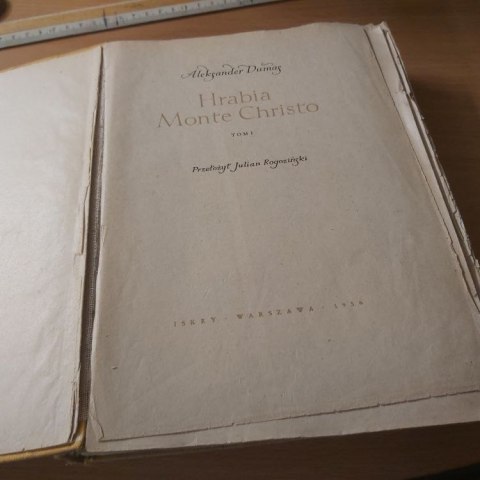 Aleksander Dumas
Hrabia
Monte Christo
TOM I
Przełożył Julian Rogoziński
ISKRY · WARSZAWA · 1956